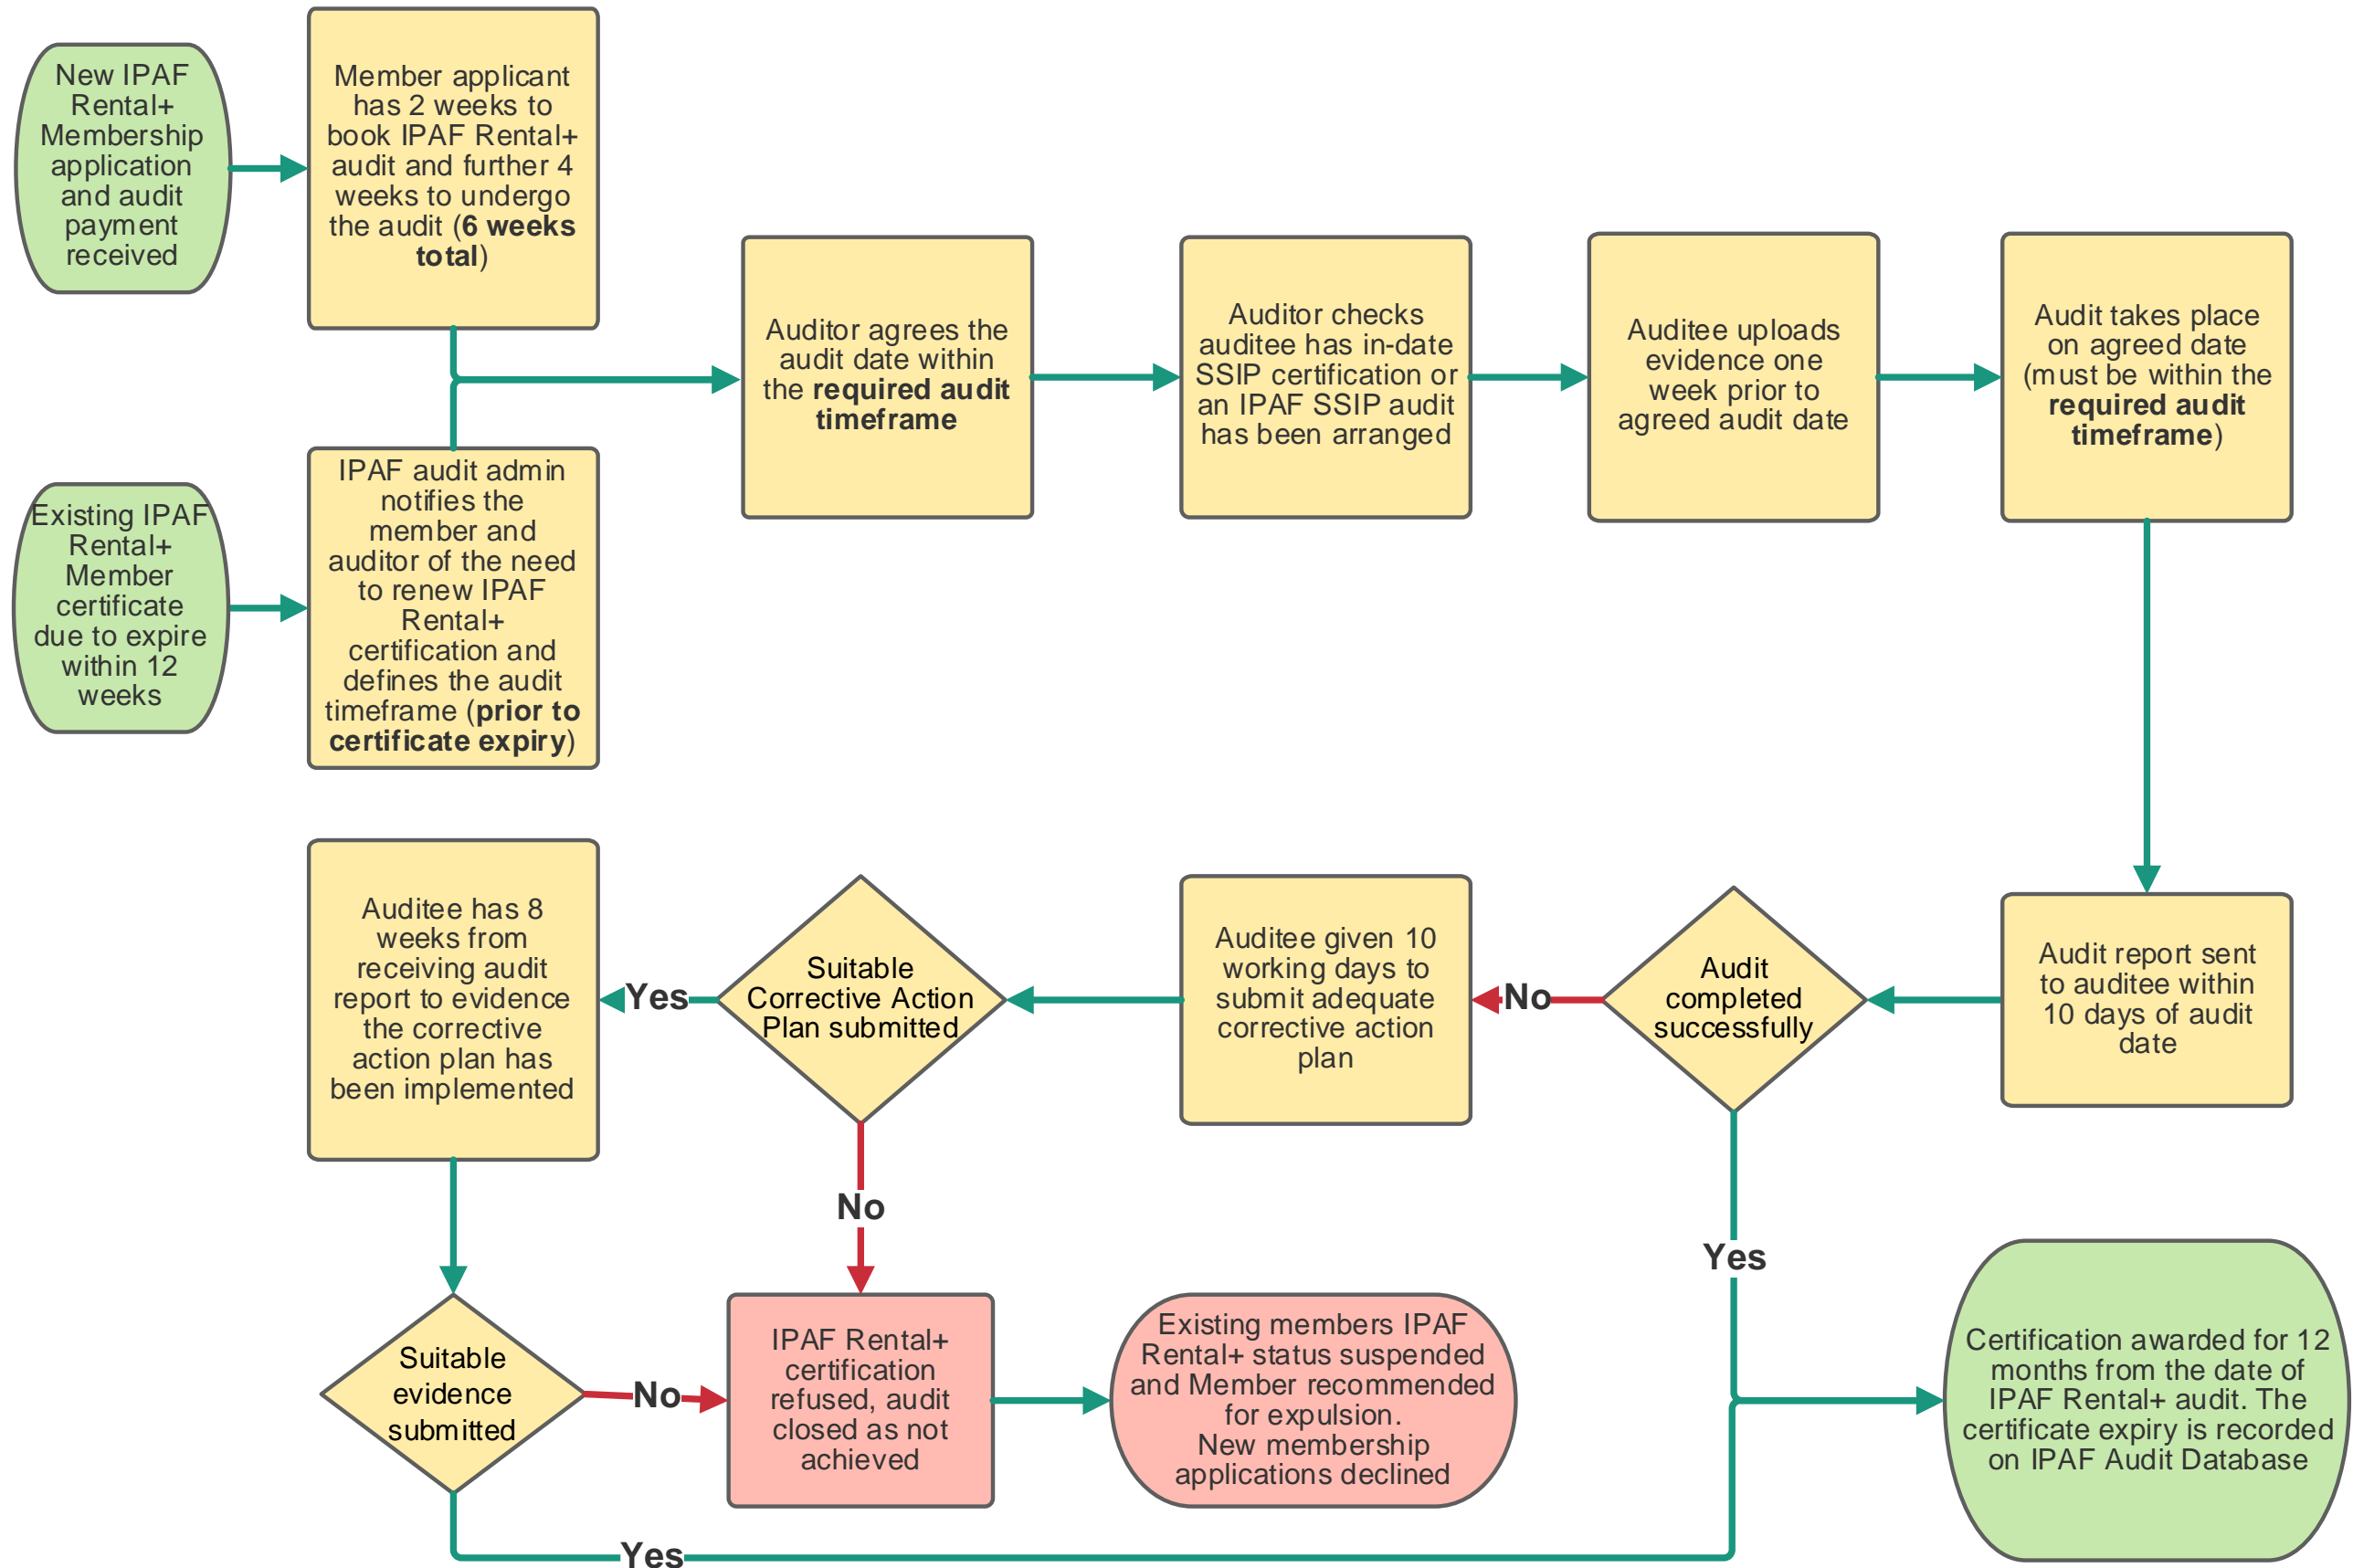 New IPAF
Rental+
Membership
application
and audit
payment
received
Member applicant
has 2 weeks to
book IPAF Rental+
audit and further 4
weeks to undergo
the audit (6 weeks
total)
Existing IPAF
Rental+
Member
certificate
due to expire
within 12
weeks
IPAF audit admin
notifies the
member and
auditor of the need
to renew IPAF
Rental+
certification and
defines the audit
timeframe (prior to
certificate expiry)
Auditor agrees the
audit date within
the required audit
timeframe
Auditor checks
auditee has in-date
SSIP certification or
an IPAF SSIP audit
has been arranged
Auditee uploads
evidence one
week prior to
agreed audit date
Audit takes place
on agreed date
(must be within the
required audit
timeframe)
Audit report sent
to auditee within
10 days of audit
date
Audit
completed
successfully
No
Auditee given 10
working days to
submit adequate
corrective action
plan
Suitable
Corrective Action
Plan submitted
Yes
Auditee has 8
weeks from
receiving audit
report to evidence
the corrective
action plan has
been implemented
No
Yes
Suitable
evidence
submitted
No
IPAF Rental+
certification
refused, audit
closed as not
achieved
Existing members IPAF
Rental+ status suspended
and Member recommended
for expulsion.
New membership
applications declined
Certification awarded for 12
months from the date of
IPAF Rental+ audit. The
certificate expiry is recorded
on IPAF Audit Database
Yes